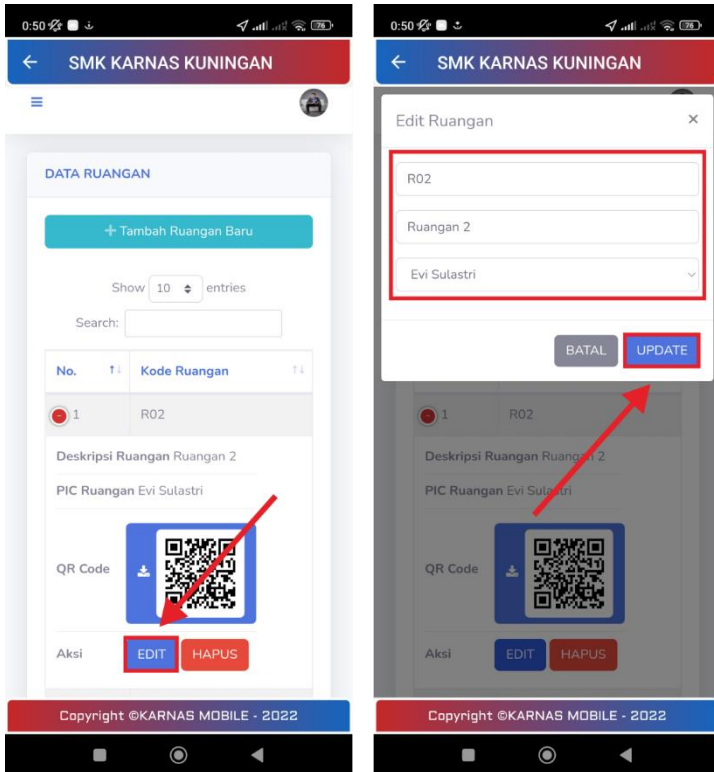 0:50
76
SMK KARNAS KUNINGAN
DATA RUANGAN
Tambah Ruangan Baru
Show 10 entries
Search:
No. Kode Ruangan
1 R02
Deskripsi Ruangan Ruangan 2
PIC Ruangan Evi Sulastri
QR Code
Aksi EDIT HAPUS
Copyright ©KARNAS MOBILE - 2022
0:50
76
SMK KARNAS KUNINGAN
Edit Ruangan ×
R02
Ruangan 2
Evi Sulastri
BATAL UPDATE
1 R02
Deskripsi Ruangan Ruangan 2
PIC Ruangan Evi Sulastri
QR Code
Aksi EDIT HAPUS
Copyright ©KARNAS MOBILE - 2022